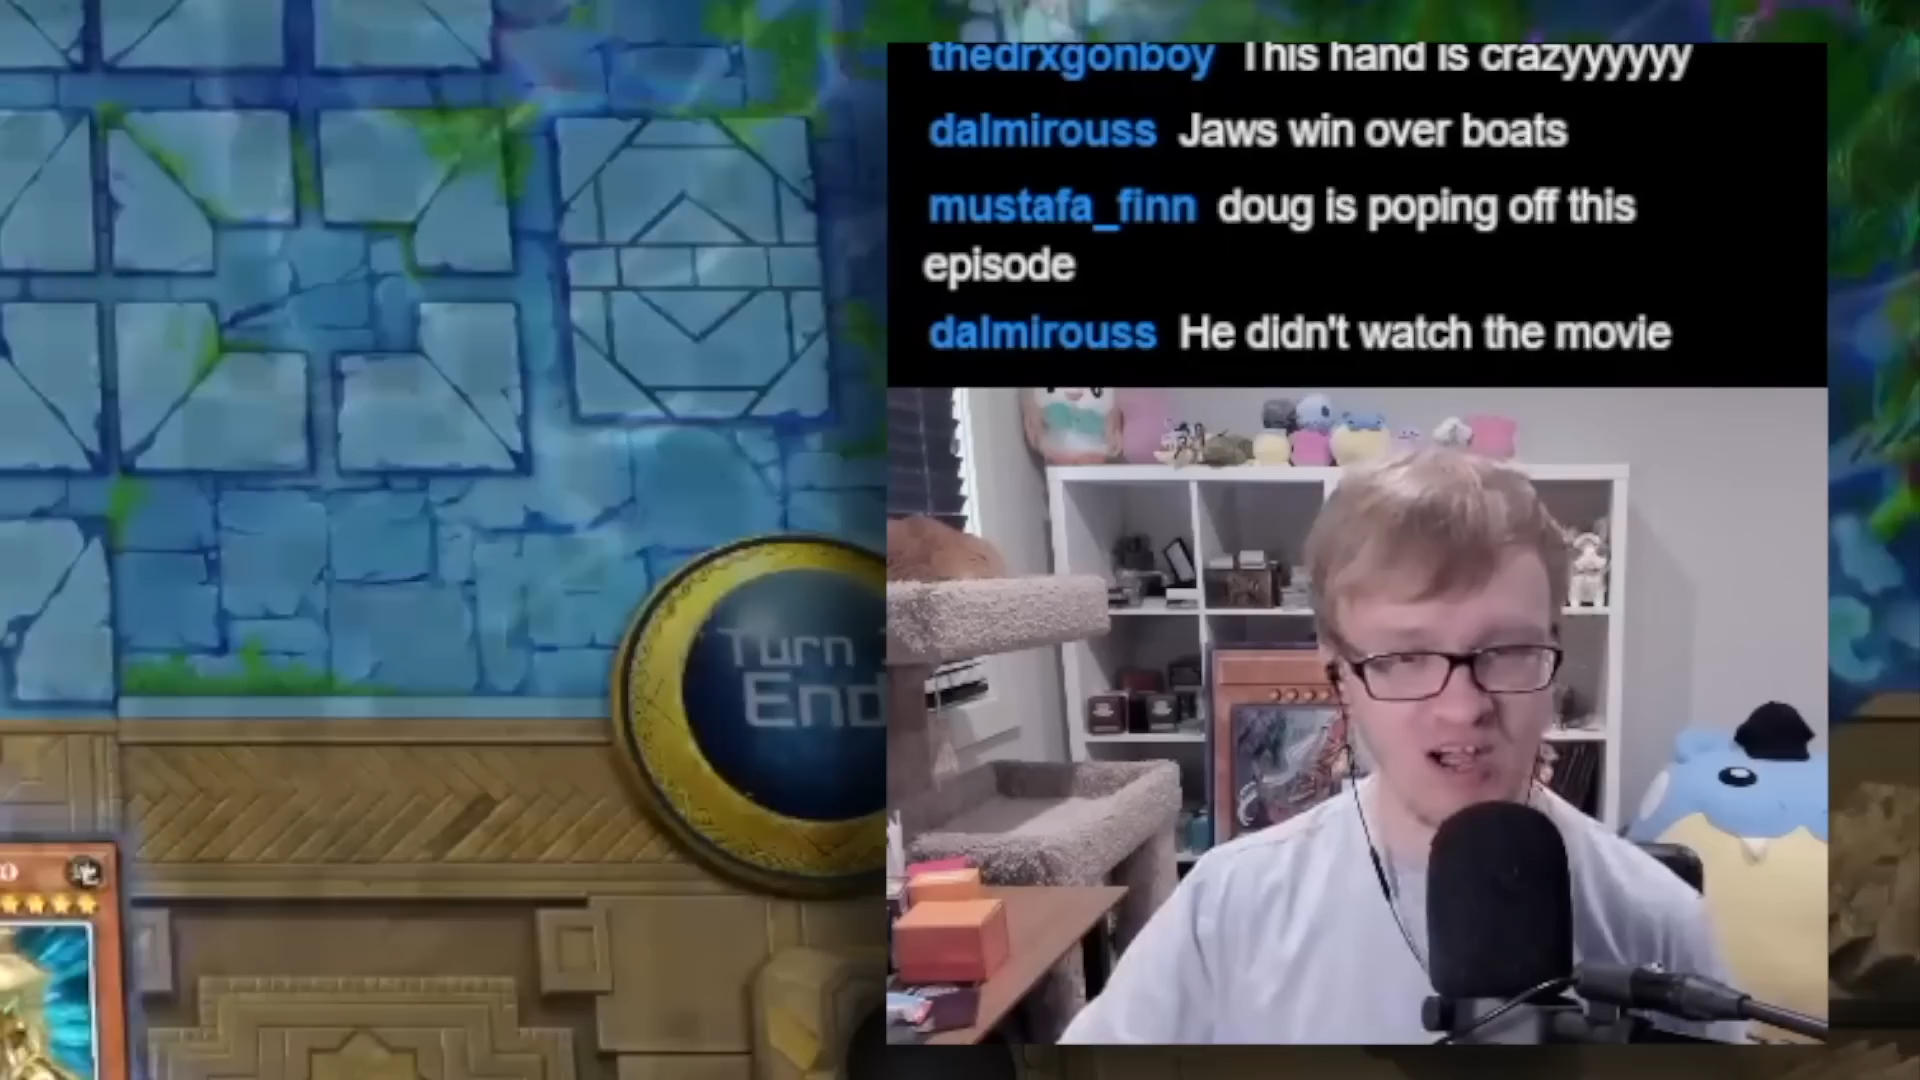 thedrxgonboy This hand is crazyyyyyy
dalmirouss Jaws win over boats
mustafa_finn doug is poping off this
episode
dalmirouss He didn't watch the movie
Turn
End